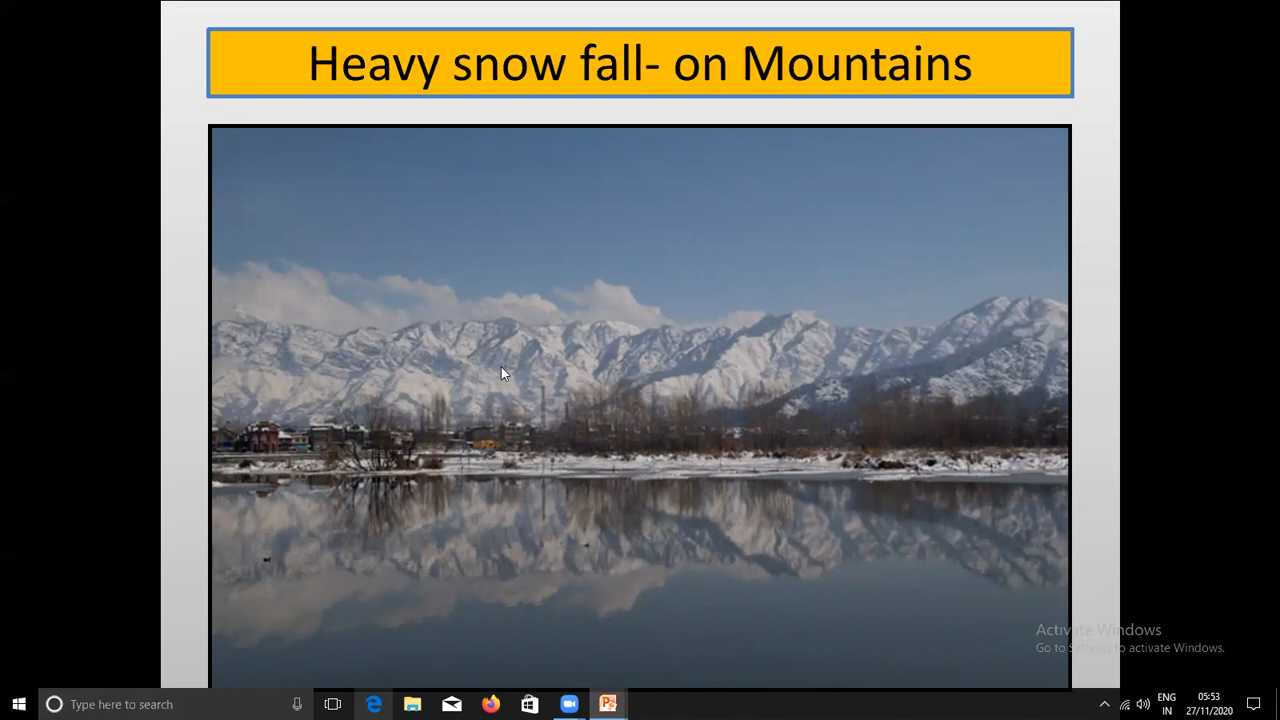 Heavy snow fall- on Mountains
Activate Windows
Go to Settings to activate Windows.
Type here to search
ENG
IN
05:53
27/11/2020